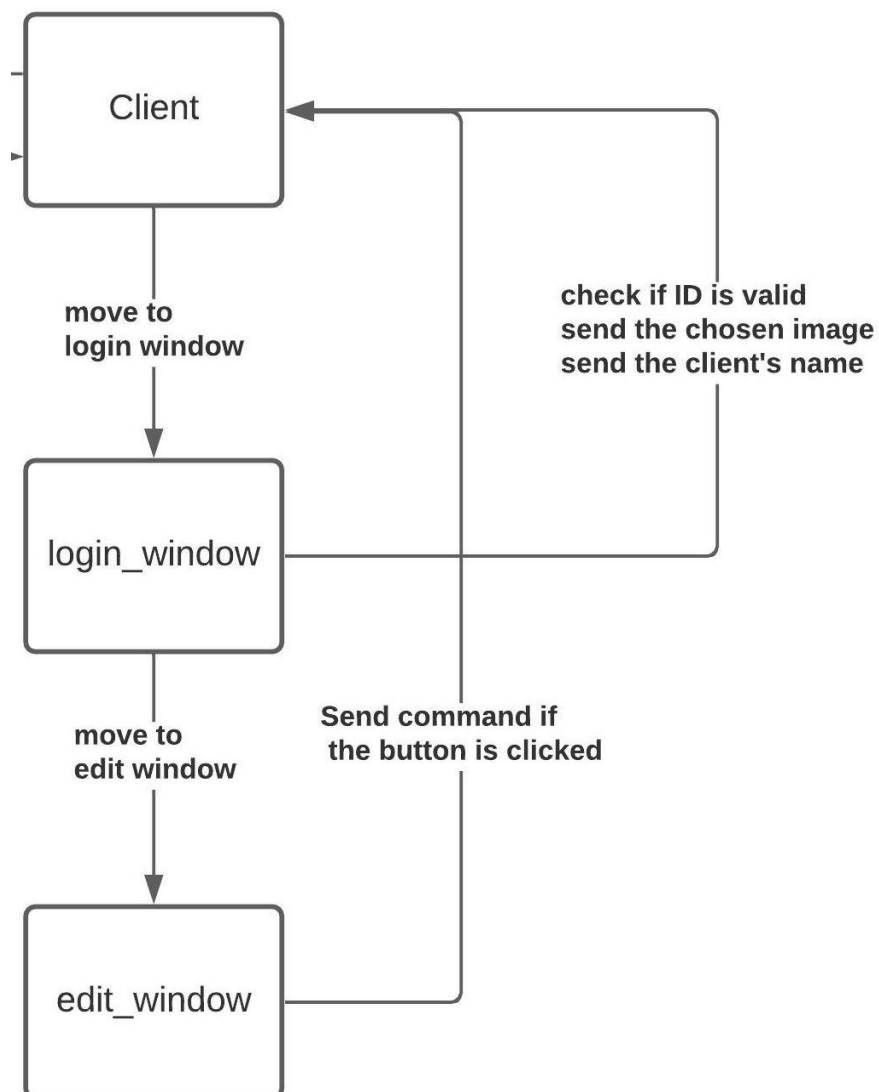 Client
move to
login window
check if ID is valid
send the chosen image
send the client's name
login_window
move to
edit window
Send command if
the button is clicked
edit_window